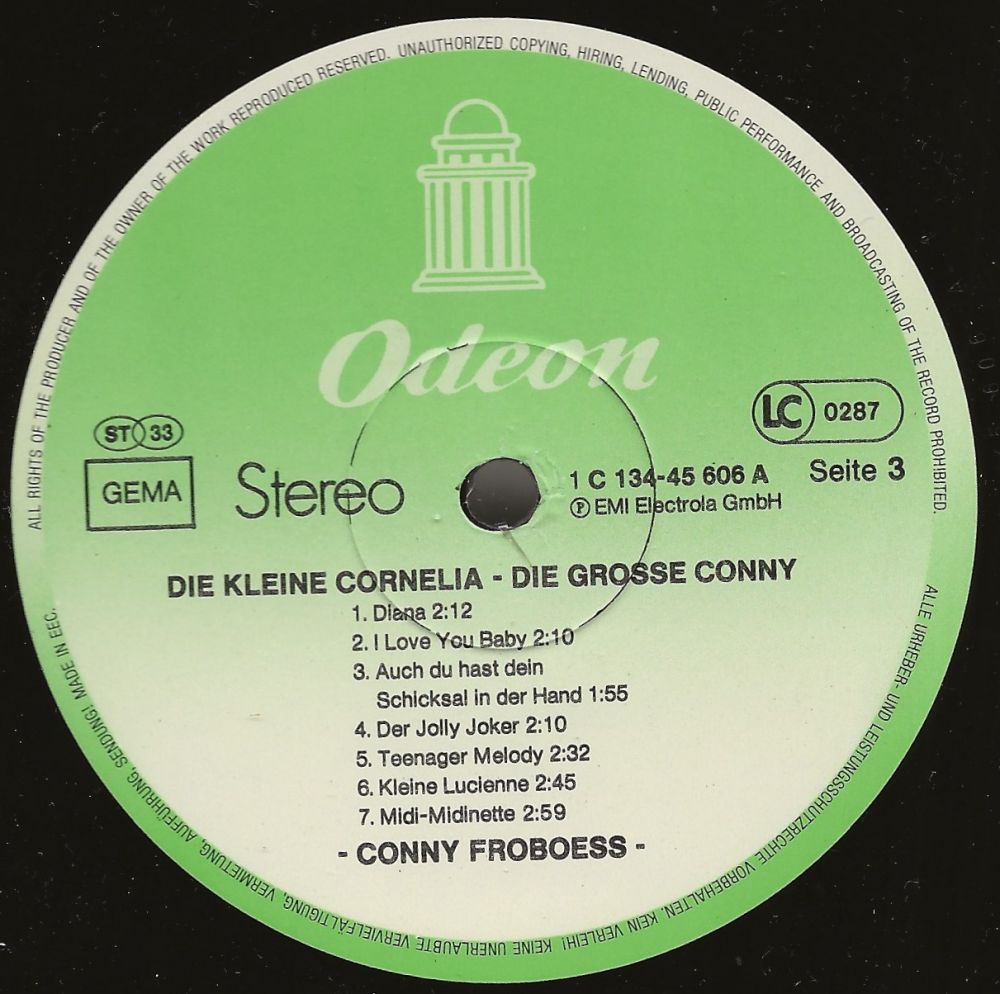 ALL RIGHTS OF THE PRODUCER AND OF THE OWNER OF THE WORK REPRODUCED RESERVED. UNAUTHORIZED COPYING, HIRING, LENDING, PUBLIC PERFORMANCE AND BROADCASTING OF THE RECORD PROHIBITED.
Odeon
LC 0287
ST 33
GEMA
Stereo
1 C 134-45 606 A
Seite 3
Ⓟ EMI Electrola GmbH
DIE KLEINE CORNELIA - DIE GROSSE CONNY
1. Diana 2:12
2. I Love You Baby 2:10
3. Auch du hast dein
Schicksal in der Hand 1:55
4. Der Jolly Joker 2:10
5. Teenager Melody 2:32
6. Kleine Lucienne 2:45
7. Midi-Midinette 2:59
- CONNY FROBOESS -
ALLE URHEBER- UND LEISTUNGSSCHUTZRECHTE VORBEHALTEN. KEIN VERLEIH! KEINE UNERLAUBTE VERVIELFÄLTIGUNG, VERMIETUNG, AUFFÜHRUNG, SENDUNG! MADE IN EEC.